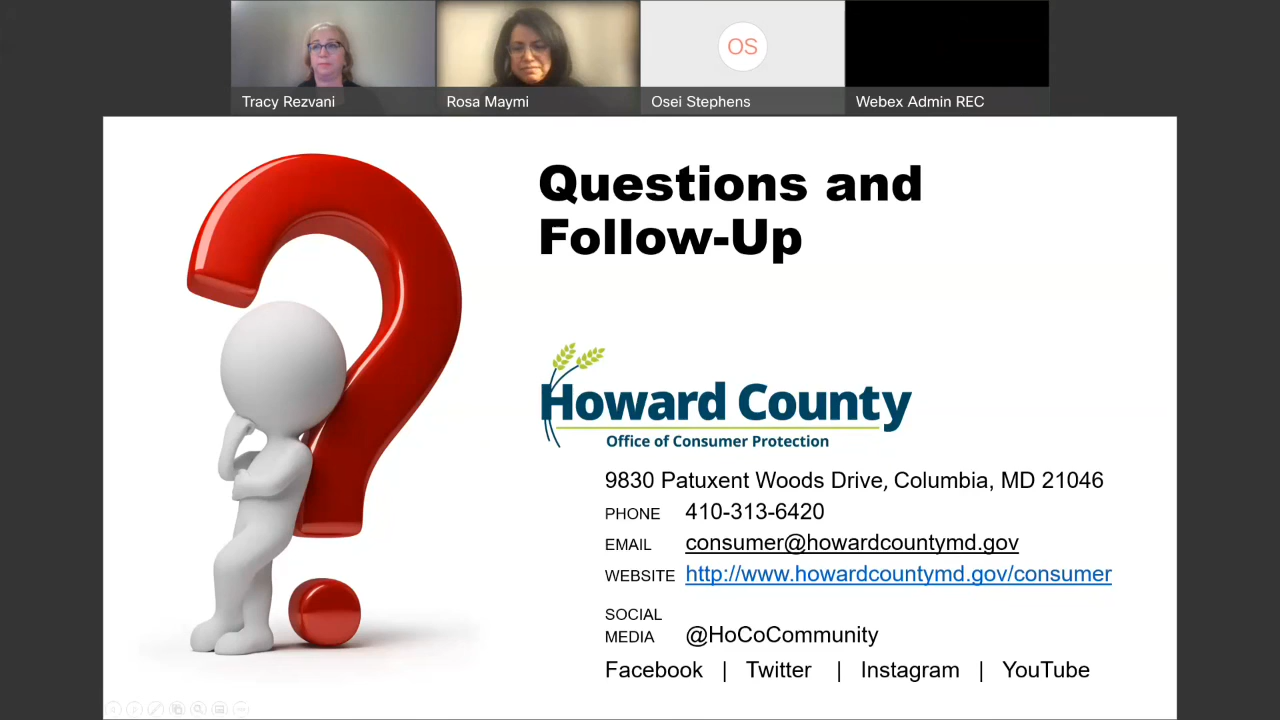 OS
Tracy Rezvani
Rosa Maymi
Osei Stephens
Webex Admin REC
Questions and
Follow-Up
Howard County
Office of Consumer Protection
9830 Patuxent Woods Drive, Columbia, MD 21046
PHONE 410-313-6420
EMAIL consumer@howardcountymd.gov
WEBSITE http://www.howardcountymd.gov/consumer
SOCIAL
MEDIA @HoCoCommunity
Facebook | Twitter | Instagram | YouTube